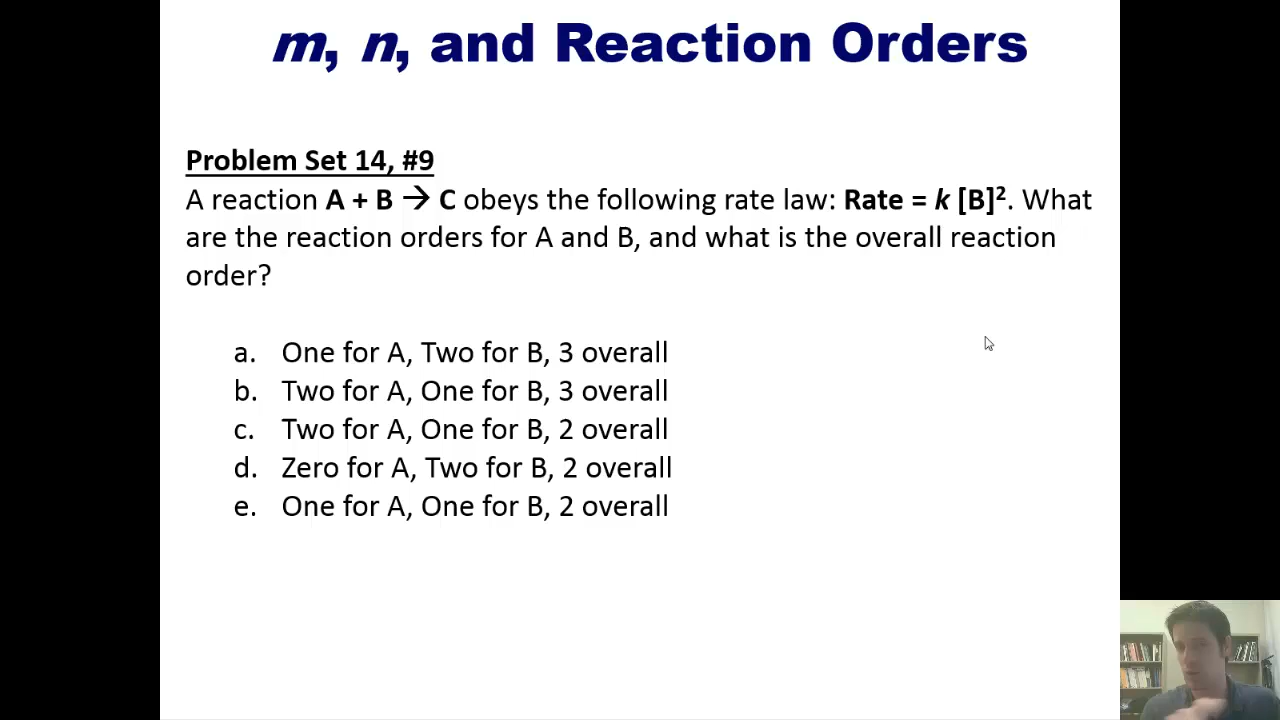 m, n, and Reaction Orders
Problem Set 14, #9
A reaction A + B → C obeys the following rate law: Rate = k [B]². What
are the reaction orders for A and B, and what is the overall reaction
order?
a. One for A, Two for B, 3 overall
b. Two for A, One for B, 3 overall
c. Two for A, One for B, 2 overall
d. Zero for A, Two for B, 2 overall
e. One for A, One for B, 2 overall